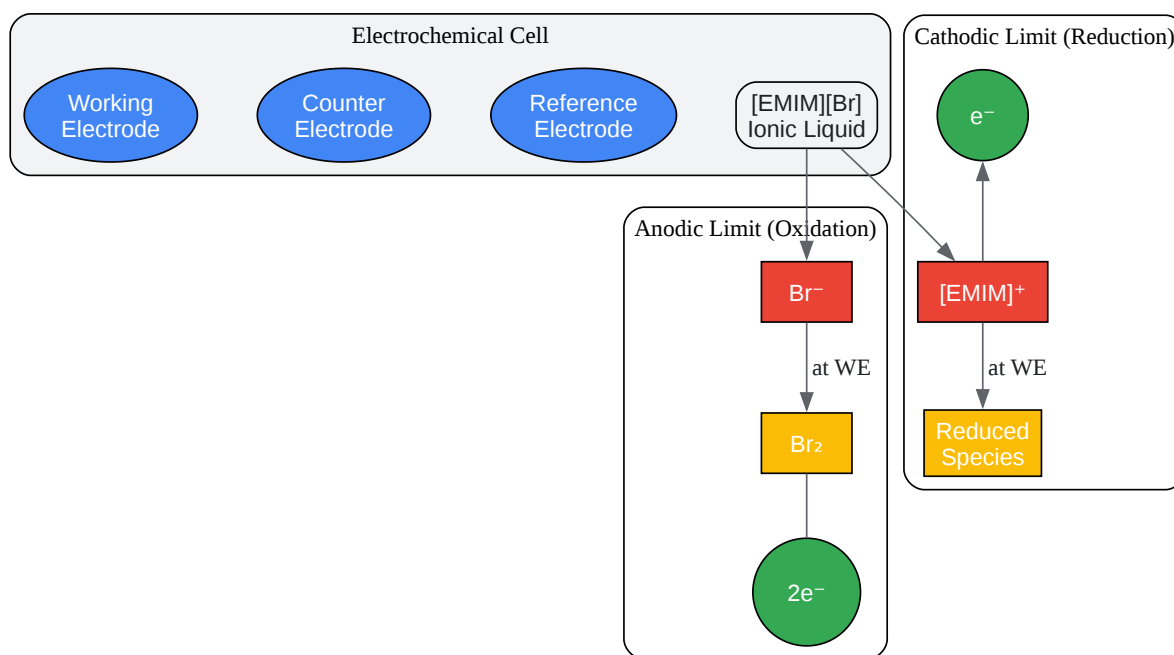 Electrochemical Cell
Working
Electrode
Counter
Electrode
Reference
Electrode
[EMIM][Br]
Ionic Liquid
Cathodic Limit (Reduction)
e⁻
[EMIM]⁺
at WE
Reduced
Species
Anodic Limit (Oxidation)
Br⁻
at WE
Br₂
2e⁻